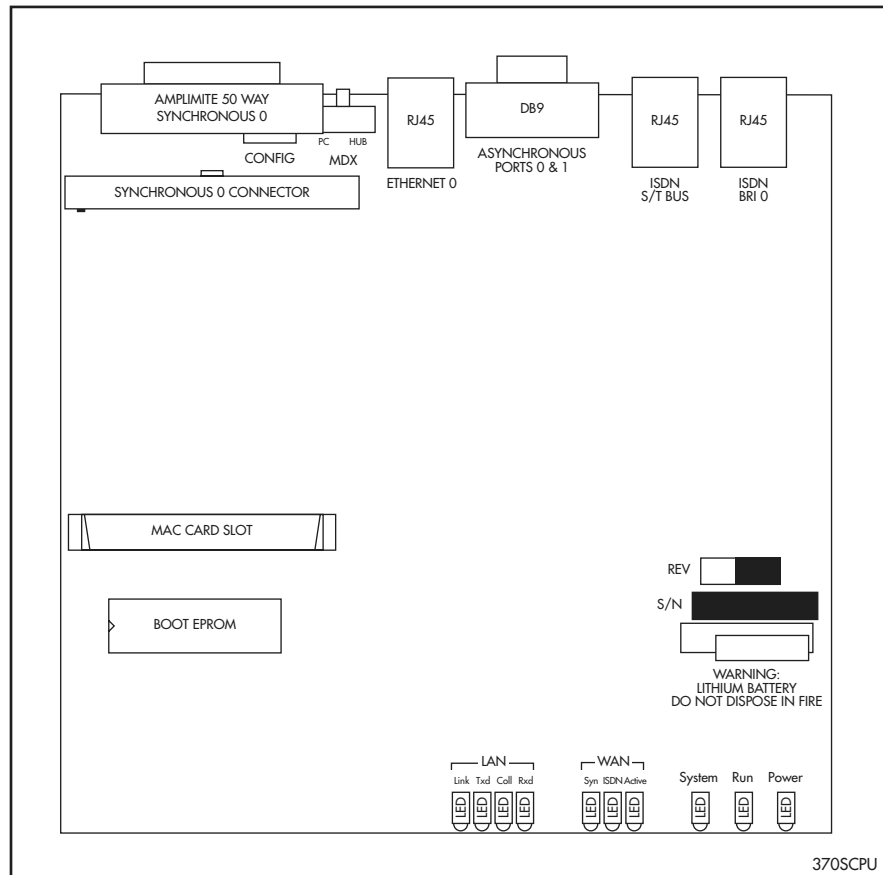 AMPLIMITE 50 WAY
SYNCHRONOUS 0
CONFIG
PC HUB
MDX
RJ45
ETHERNET 0
DB9
ASYNCHRONOUS
PORTS 0 & 1
RJ45
ISDN
S/T BUS
RJ45
ISDN
BRI 0
SYNCHRONOUS 0 CONNECTOR
MAC CARD SLOT
BOOT EPROM
REV
S/N
WARNING:
LITHIUM BATTERY
DO NOT DISPOSE IN FIRE
LAN
Link Txd Coll Rxd
LED LED LED LED
WAN
Syn ISDN Active
LED LED LED
System Run Power
LED LED LED
370SCPU